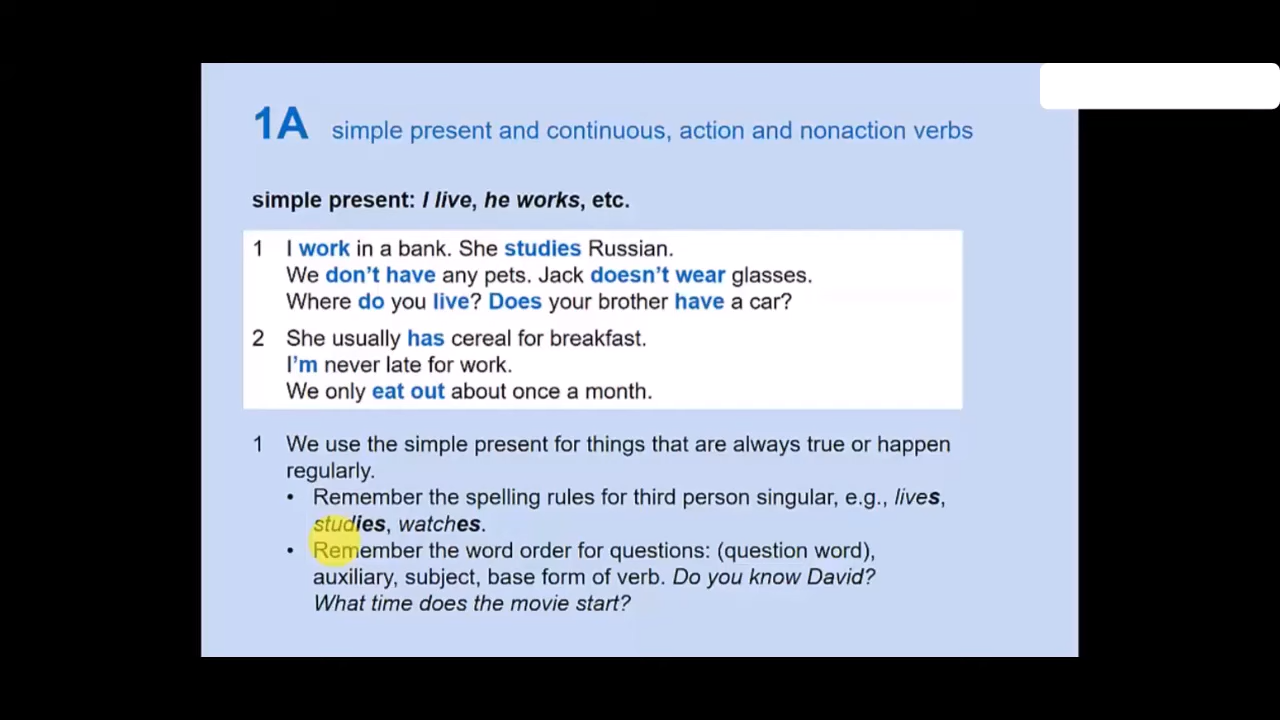 1A simple present and continuous, action and nonaction verbs
simple present: I live, he works, etc.
1 I work in a bank. She studies Russian.
We don't have any pets. Jack doesn't wear glasses.
Where do you live? Does your brother have a car?
2 She usually has cereal for breakfast.
I'm never late for work.
We only eat out about once a month.
1 We use the simple present for things that are always true or happen
regularly.
• Remember the spelling rules for third person singular, e.g., lives,
studies, watches.
• Remember the word order for questions: (question word),
auxiliary, subject, base form of verb. Do you know David?
What time does the movie start?